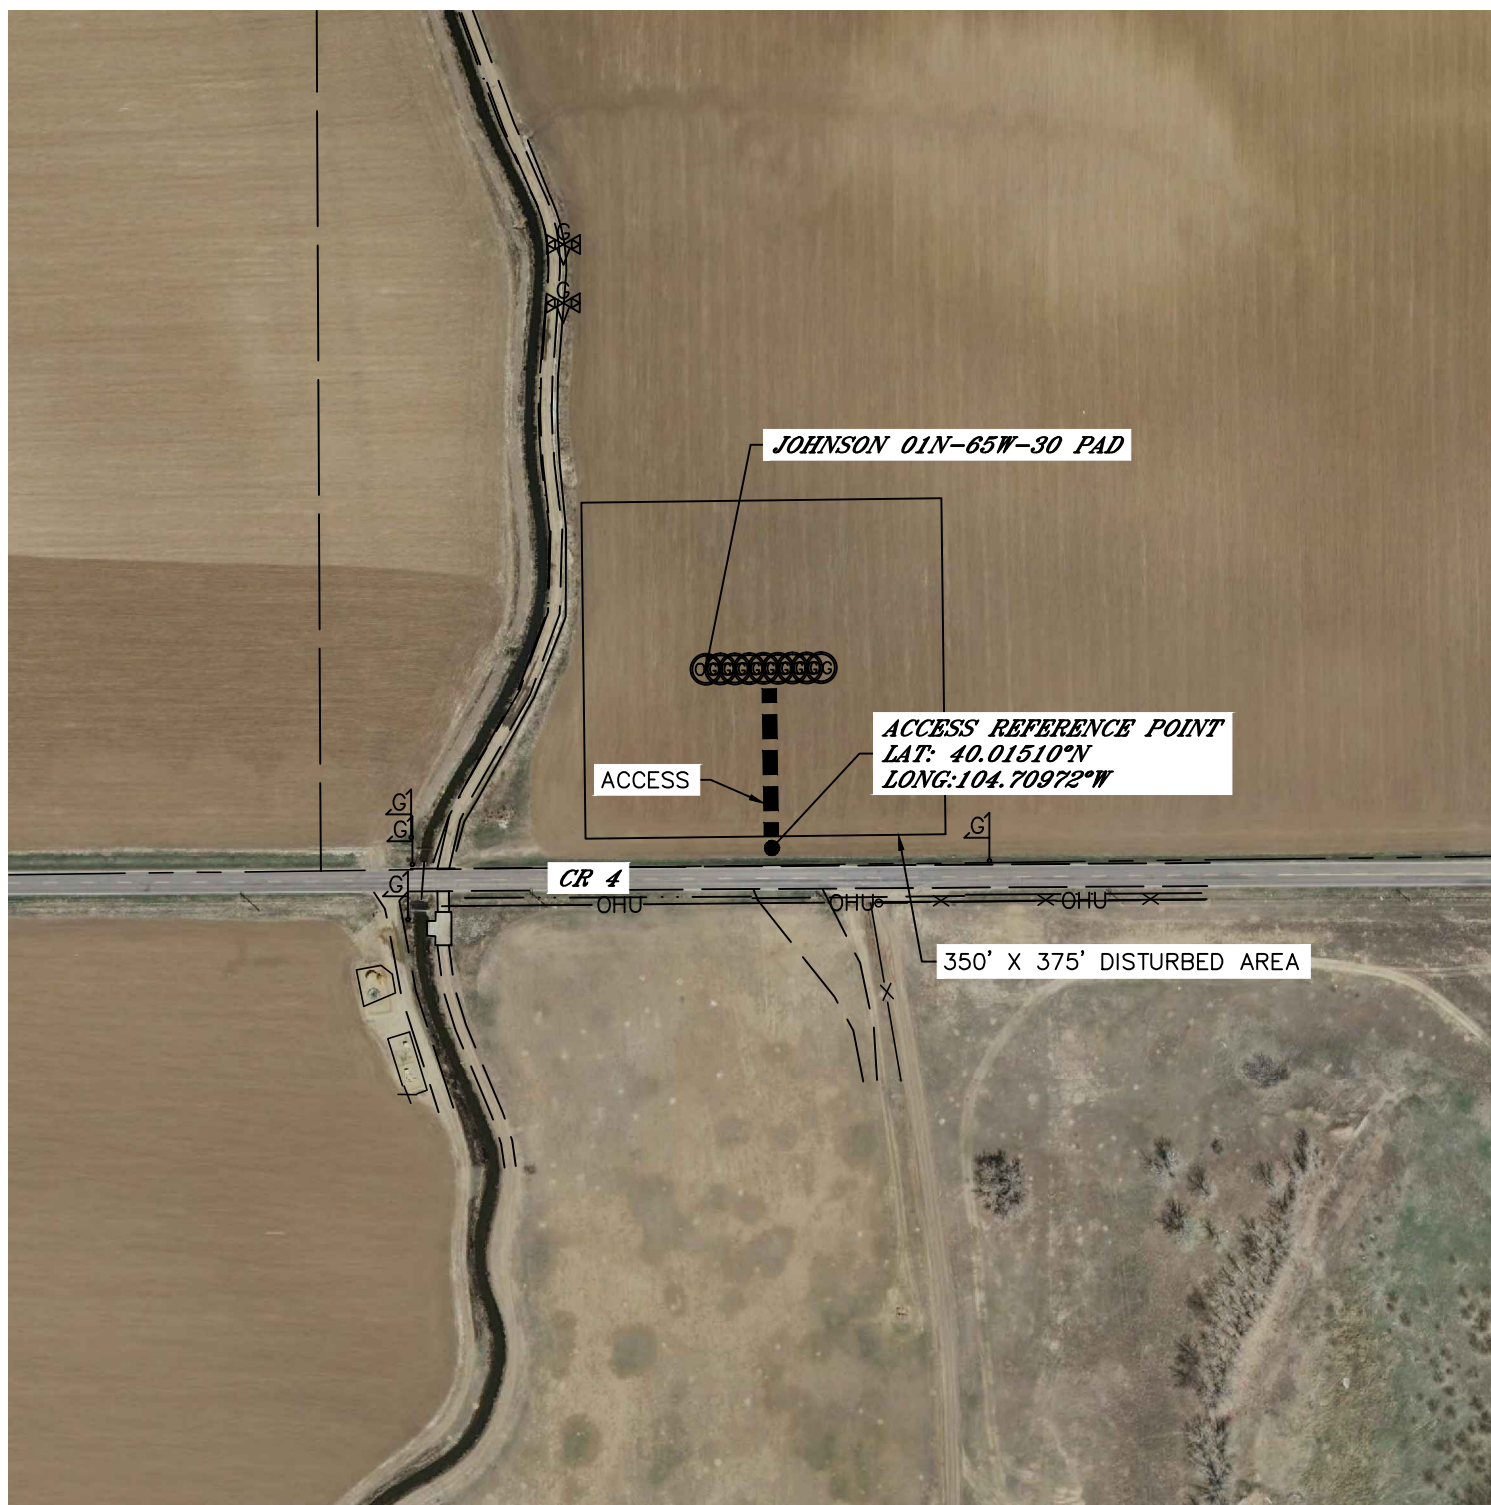 G
G
JOHNSON 01N-65W-30 PAD
ACCESS REFERENCE POINT
LAT: 40.01510°N
LONG:104.70972°W
ACCESS
G
G
G
CR 4
G
OHU
OHU
OHU
350' X 375' DISTURBED AREA